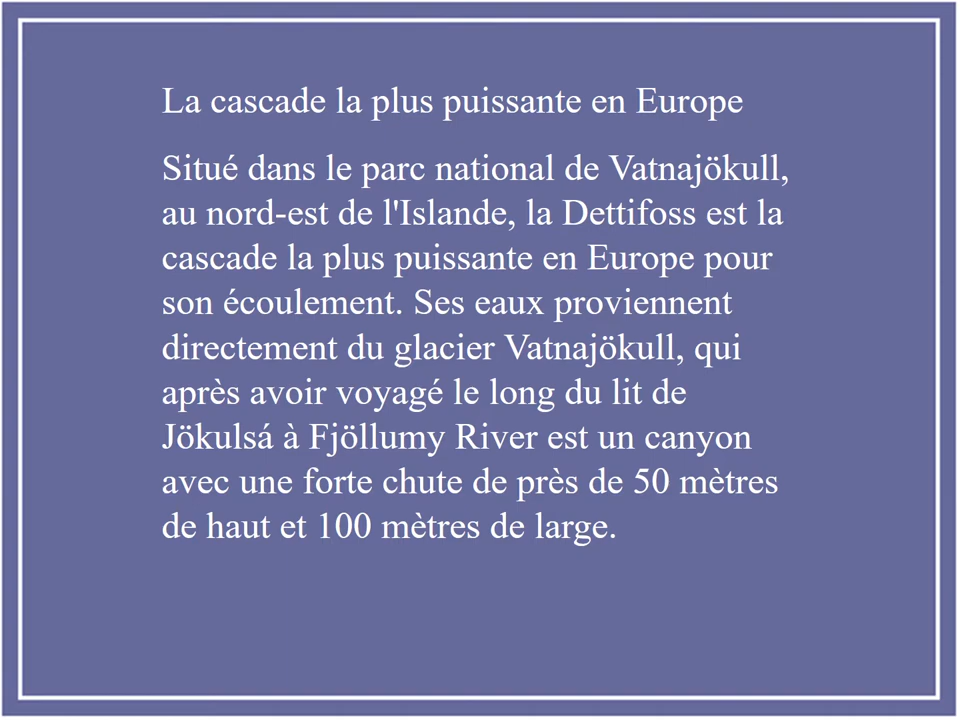 La cascade la plus puissante en Europe
Situé dans le parc national de Vatnajökull,
au nord-est de l'Islande, la Dettifoss est la
cascade la plus puissante en Europe pour
son écoulement. Ses eaux proviennent
directement du glacier Vatnajökull, qui
après avoir voyagé le long du lit de
Jökulsá à Fjöllumy River est un canyon
avec une forte chute de près de 50 mètres
de haut et 100 mètres de large.